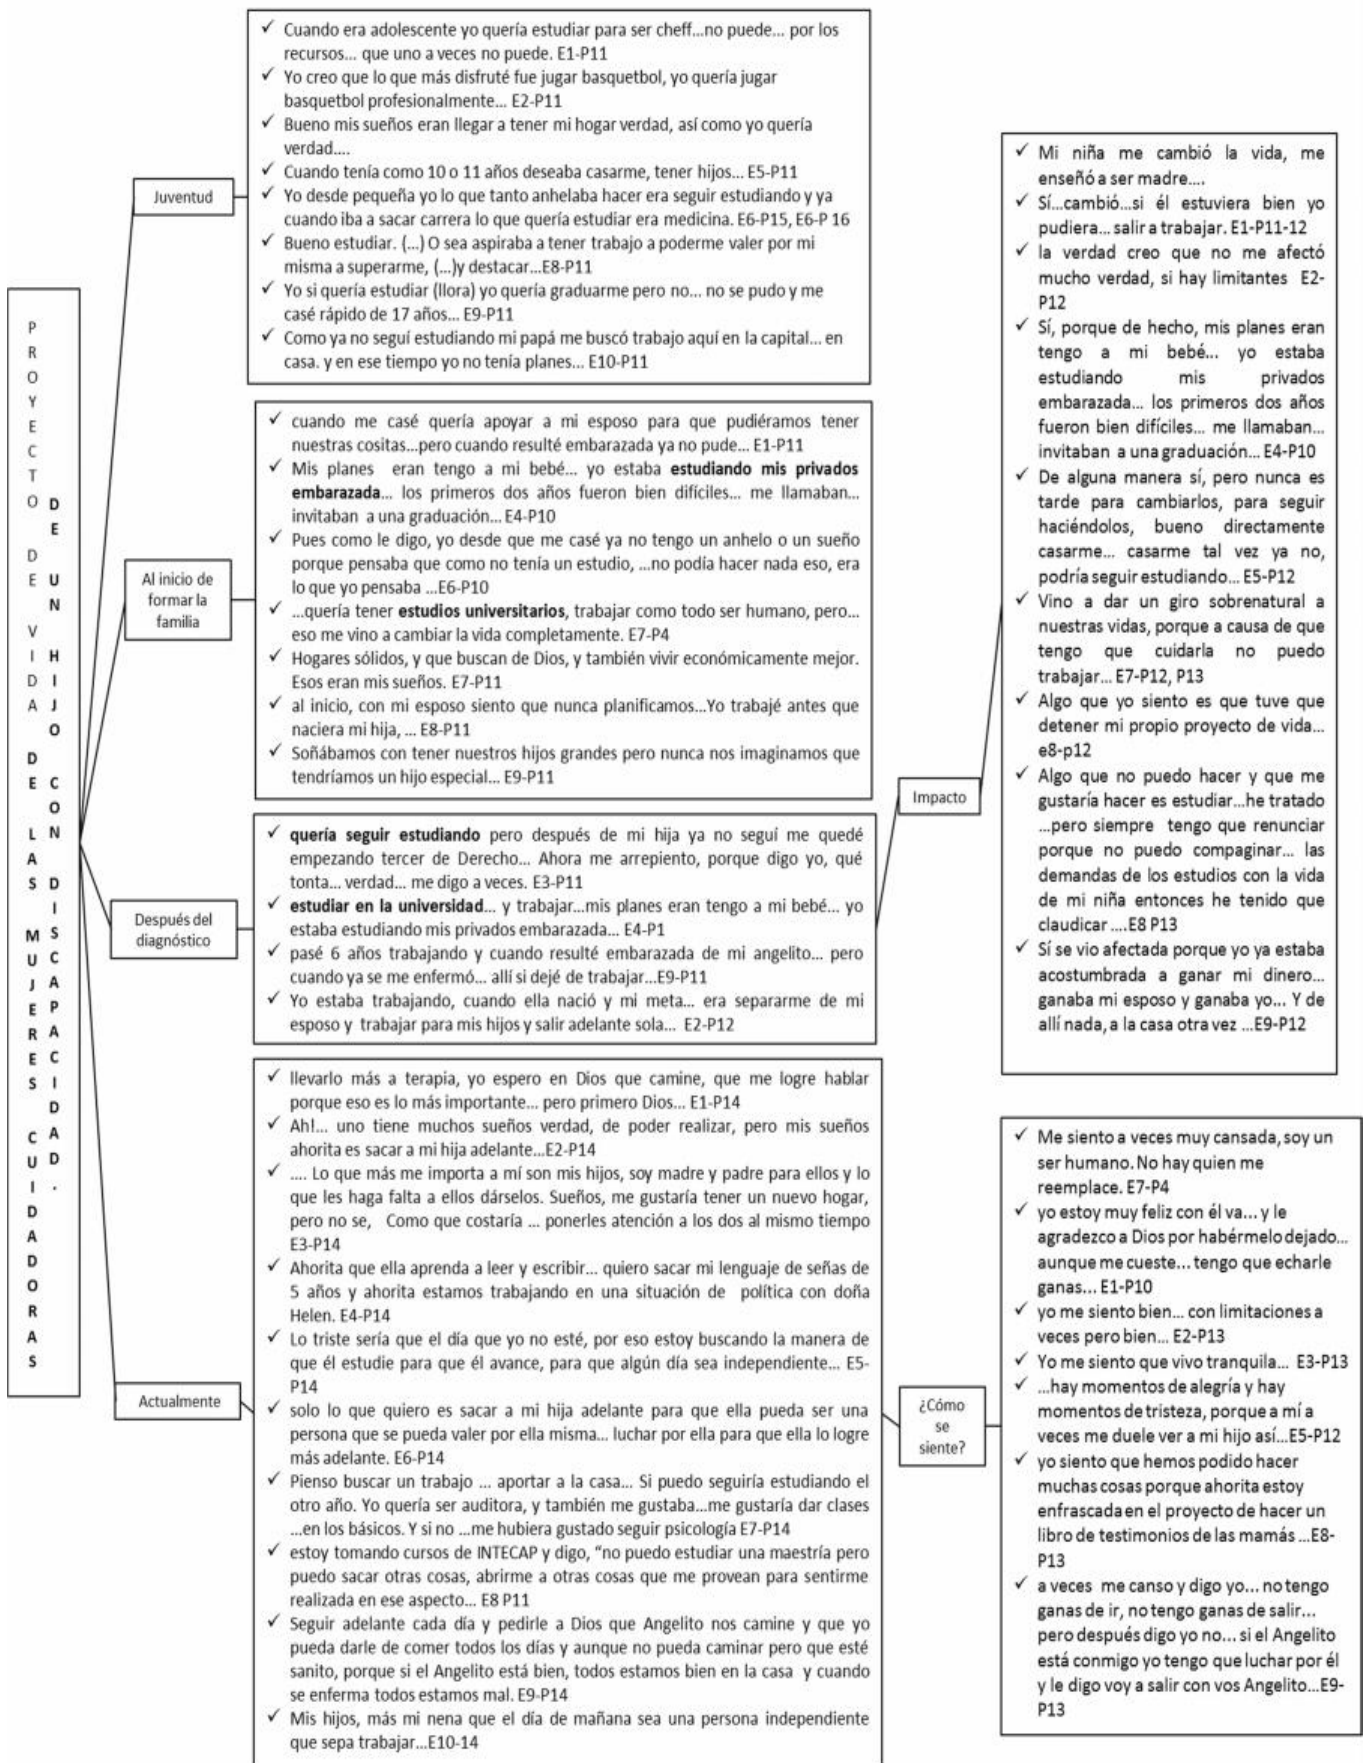 PROYECTO DE VIDA DE LAS MUJERES CUIDADORAS
DE UN HIJO CON DISCAPACIDAD.
Juventud
✓ Cuando era adolescente yo quería estudiar para ser cheff...no puede... por los
recursos... que uno a veces no puede. E1-P11
✓ Yo creo que lo que más disfruté fue jugar basquetbol, yo quería jugar
basquetbol profesionalmente... E2-P11
✓ Bueno mis sueños eran llegar a tener mi hogar verdad, así como yo quería
verdad....
✓ Cuando tenía como 10 o 11 años deseaba casarme, tener hijos... E5-P11
✓ Yo desde pequeña yo lo que tanto anhelaba hacer era seguir estudiando y ya
cuando iba a sacar carrera lo que quería estudiar era medicina. E6-P15, E6-P 16
✓ Bueno estudiar. (...) O sea aspiraba a tener trabajo a poderme valer por mi
misma a superarme, (...)y destacar...E8-P11
✓ Yo si quería estudiar (llora) yo quería graduarme pero no... no se pudo y me
casé rápido de 17 años... E9-P11
✓ Como ya no seguí estudiando mi papá me buscó trabajo aquí en la capital... en
casa. y en ese tiempo yo no tenía planes... E10-P11
Al inicio de
formar la
familia
✓ cuando me casé quería apoyar a mi esposo para que pudiéramos tener
nuestras cositas...pero cuando resulté embarazada ya no pude... E1-P11
✓ Mis planes eran tengo a mi bebé... yo estaba estudiando mis privados
embarazada... los primeros dos años fueron bien difíciles... me llamaban...
invitaban a una graduación... E4-P10
✓ Pues como le digo, yo desde que me casé ya no tengo un anhelo o un sueño
porque pensaba que como no tenía un estudio, ...no podía hacer nada eso, era
lo que yo pensaba ...E6-P10
✓ ...quería tener estudios universitarios, trabajar como todo ser humano, pero...
eso me vino a cambiar la vida completamente. E7-P4
✓ Hogares sólidos, y que buscan de Dios, y también vivir económicamente mejor.
Esos eran mis sueños. E7-P11
✓ al inicio, con mi esposo siento que nunca planificamos...Yo trabajé antes que
naciera mi hija, ... E8-P11
✓ Soñábamos con tener nuestros hijos grandes pero nunca nos imaginamos que
tendríamos un hijo especial... E9-P11
Después del
diagnóstico
✓ quería seguir estudiando pero después de mi hija ya no seguí me quedé
empezando tercer de Derecho... Ahora me arrepiento, porque digo yo, qué
tonta... verdad... me digo a veces. E3-P11
✓ estudiar en la universidad... y trabajar...mis planes eran tengo a mi bebé... yo
estaba estudiando mis privados embarazada... E4-P1
✓ pasé 6 años trabajando y cuando resulté embarazada de mi angelito... pero
cuando ya se me enfermó... allí si dejé de trabajar...E9-P11
✓ Yo estaba trabajando, cuando ella nació y mi meta... era separarme de mi
esposo y trabajar para mis hijos y salir adelante sola... E2-P12
Impacto
✓ Mi niña me cambió la vida, me
enseñó a ser madre....
✓ Sí...cambió...si él estuviera bien yo
pudiera... salir a trabajar. E1-P11-12
✓ la verdad creo que no me afectó
mucho verdad, si hay limitantes E2-
P12
✓ Sí, porque de hecho, mis planes eran
tengo a mi bebé... yo estaba
estudiando mis privados
embarazada... los primeros dos años
fueron bien difíciles... me llamaban...
invitaban a una graduación... E4-P10
✓ De alguna manera sí, pero nunca es
tarde para cambiarlos, para seguir
haciéndolos, bueno directamente
casarme... casarme tal vez ya no,
podría seguir estudiando... E5-P12
✓ Vino a dar un giro sobrenatural a
nuestras vidas, porque a causa de que
tengo que cuidarla no puedo
trabajar... E7-P12, P13
✓ Algo que yo siento es que tuve que
detener mi propio proyecto de vida...
e8-p12
✓ Algo que no puedo hacer y que me
gustaría hacer es estudiar...he tratado
...pero siempre tengo que renunciar
porque no puedo compaginar... las
demandas de los estudios con la vida
de mi niña entonces he tenido que
claudicar ....E8 P13
✓ Sí se vio afectada porque yo ya estaba
acostumbrada a ganar mi dinero...
ganaba mi esposo y ganaba yo... Y de
allí nada, a la casa otra vez ...E9-P12
Actualmente
✓ llevarlo más a terapia, yo espero en Dios que camine, que me logre hablar
porque eso es lo más importante... pero primero Dios... E1-P14
✓ Ah!... uno tiene muchos sueños verdad, de poder realizar, pero mis sueños
ahorita es sacar a mi hija adelante...E2-P14
✓ .... Lo que más me importa a mí son mis hijos, soy madre y padre para ellos y lo
que les haga falta a ellos dárselos. Sueños, me gustaría tener un nuevo hogar,
pero no se, Como que costaría ... ponerles atención a los dos al mismo tiempo
E3-P14
✓ Ahorita que ella aprenda a leer y escribir... quiero sacar mi lenguaje de señas de
5 años y ahorita estamos trabajando en una situación de política con doña
Helen. E4-P14
✓ Lo triste sería que el día que yo no esté, por eso estoy buscando la manera de
que él estudie para que él avance, para que algún día sea independiente... E5-
P14
✓ solo lo que quiero es sacar a mi hija adelante para que ella pueda ser una
persona que se pueda valer por ella misma... luchar por ella para que ella lo logre
más adelante. E6-P14
✓ Pienso buscar un trabajo ... aportar a la casa... Si puedo seguiría estudiando el
otro año. Yo quería ser auditora, y también me gustaba...me gustaría dar clases
...en los básicos. Y si no ...me hubiera gustado seguir psicología E7-P14
✓ estoy tomando cursos de INTECAP y digo, "no puedo estudiar una maestría pero
puedo sacar otras cosas, abrirme a otras cosas que me provean para sentirme
realizada en ese aspecto... E8 P11
✓ Seguir adelante cada día y pedirle a Dios que Angelito nos camine y que yo
pueda darle de comer todos los días y aunque no pueda caminar pero que esté
sanito, porque si el Angelito está bien, todos estamos bien en la casa y cuando
se enferma todos estamos mal. E9-P14
✓ Mis hijos, más mi nena que el día de mañana sea una persona independiente
que sepa trabajar...E10-14
¿Cómo
se
siente?
✓ Me siento a veces muy cansada, soy un
ser humano. No hay quien me
reemplace. E7-P4
✓ yo estoy muy feliz con él va... y le
agradezco a Dios por habérmelo dejado...
aunque me cueste... tengo que echarle
ganas... E1-P10
✓ yo me siento bien... con limitaciones a
veces pero bien... E2-P13
✓ Yo me siento que vivo tranquila... E3-P13
✓ ...hay momentos de alegría y hay
momentos de tristeza, porque a mí a
veces me duele ver a mi hijo así...E5-P12
✓ yo siento que hemos podido hacer
muchas cosas porque ahorita estoy
enfrascada en el proyecto de hacer un
libro de testimonios de las mamás ...E8-
P13
✓ a veces me canso y digo yo... no tengo
ganas de ir, no tengo ganas de salir...
pero después digo yo no... si el Angelito
está conmigo yo tengo que luchar por él
y le digo voy a salir con vos Angelito...E9-
P13